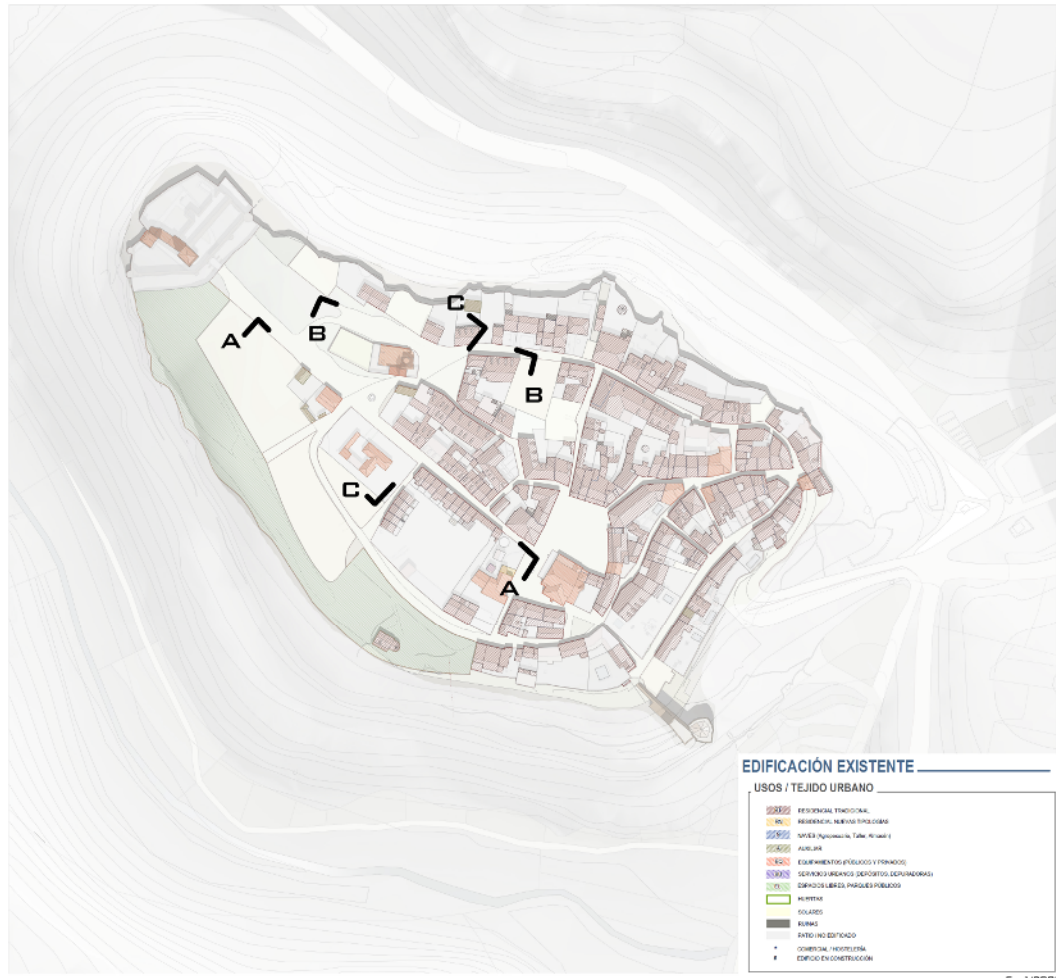 C
B
A
B
C
A
EDIFICACIÓN EXISTENTE
USOS / TEJIDO URBANO
RESIDENCIAL TRADICIONAL
RESIDENCIAL NUEVAS TIPOLOGÍAS
NAVES (Agropecuaria, Taller, Almacén)
AUXILIAR
EQUIPAMIENTOS (PÚBLICOS Y PRIVADOS)
SERVICIOS URBANOS (DEPÓSITOS, DEPURADORAS)
ESPACIOS LIBRES, PARQUES PÚBLICOS
HUERTAS
SOLARES
RUINAS
PATIO / NO EDIFICADO
COMERCIAL / HOSTELERÍA
EDIFICIO EN CONSTRUCCIÓN